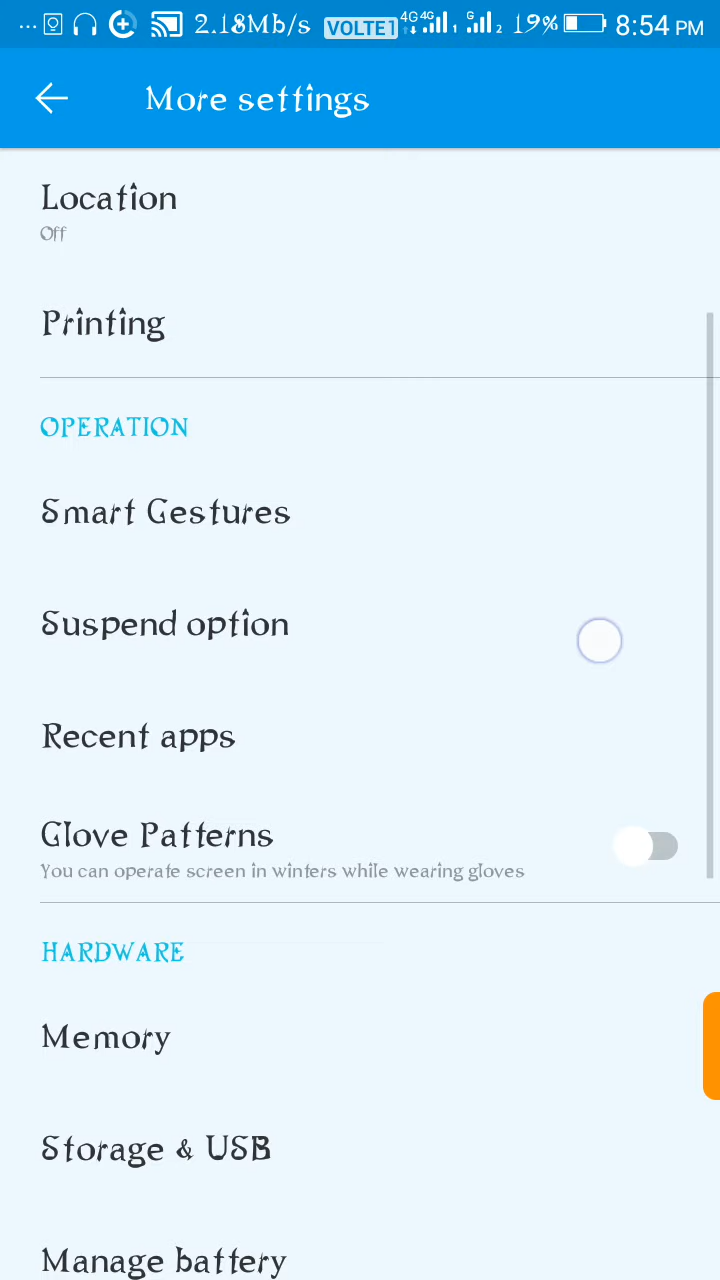 ... 2.18Mb/s VOLTE1 4G 4G 1 G 2 19% 8:54 PM
More settings
Location
Off
Printing
OPERATION
Smart Gestures
Suspend option
Recent apps
Glove Patterns
You can operate screen in winters while wearing gloves
HARDWARE
Memory
Storage & USB
Manage battery